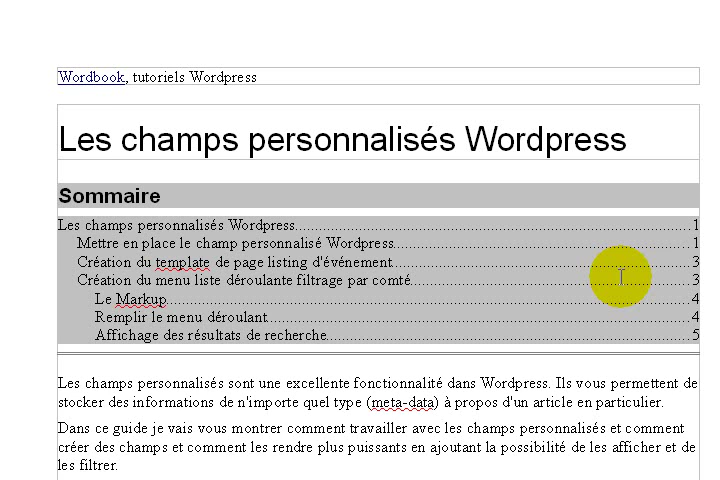 Wordbook, tutoriels Wordpress
Les champs personnalisés Wordpress
Sommaire
Les champs personnalisés Wordpress 1
Mettre en place le champ personnalisé Wordpress 1
Création du template de page listing d'événement 3
Création du menu liste déroulante filtrage par comté 3
Le Markup 4
Remplir le menu déroulant 4
Affichage des résultats de recherche 5
Les champs personnalisés sont une excellente fonctionnalité dans Wordpress. Ils vous permettent de
stocker des informations de n'importe quel type (meta-data) à propos d'un article en particulier.
Dans ce guide je vais vous montrer comment travailler avec les champs personnalisés et comment
créer des champs et comment les rendre plus puissants en ajoutant la possibilité de les afficher et de
les filtrer.